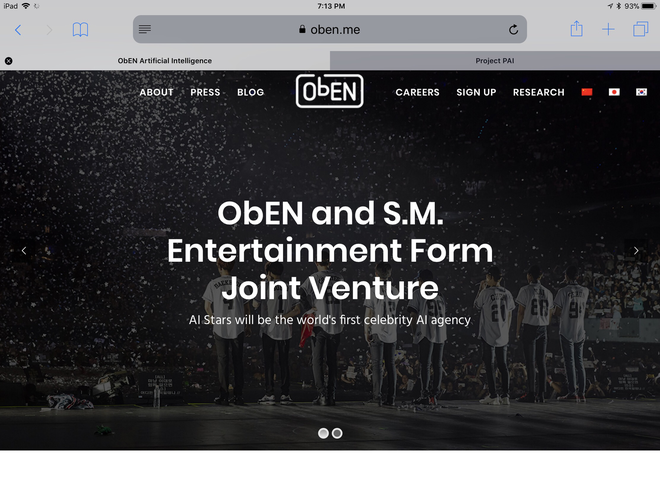 iPad 7:13 PM 93%
oben.me
ObEN Artificial Intelligence Project PAI
ABOUT PRESS BLOG ObEN CAREERS SIGN UP RESEARCH
ObEN and S.M.
Entertainment Form
Joint Venture
AI Stars will be the world's first celebrity AI agency